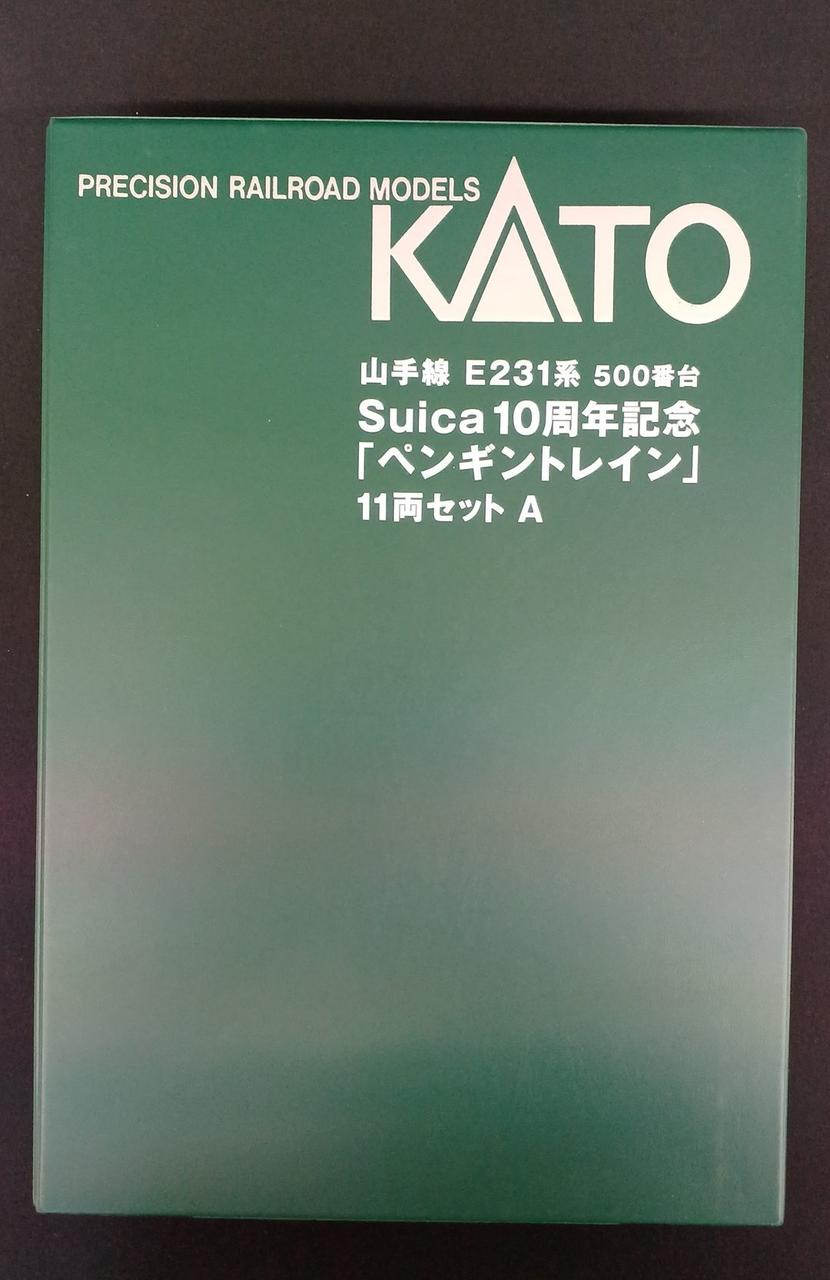 PRECISION RAILROAD MODELS
KATO
山手線 E231系 500番台
Suica10周年記念
「ペンギントレイン」
11両セット A